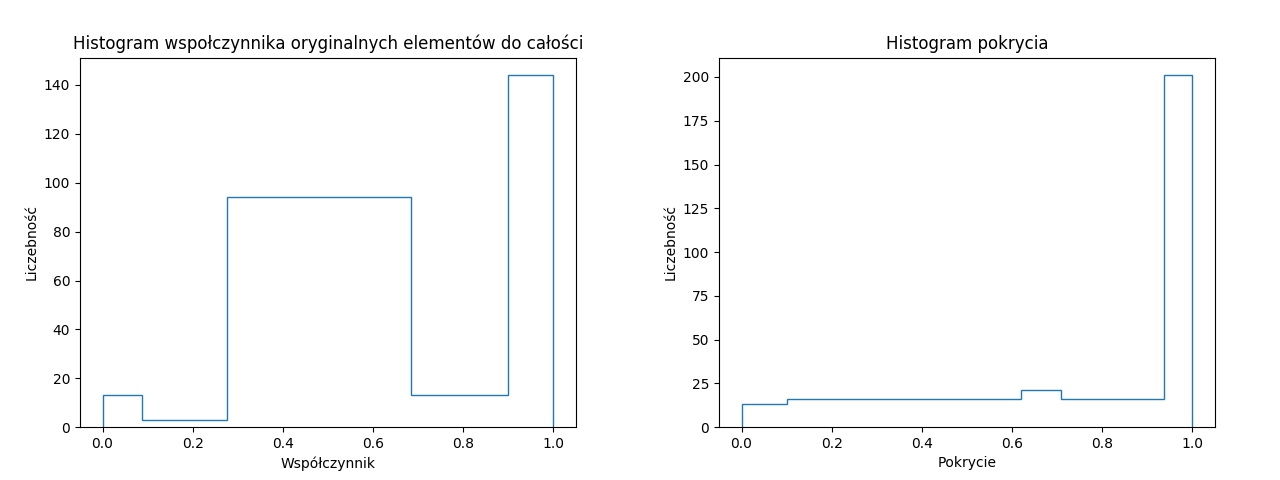 Histogram wspołczynnika oryginalnych elementów do całości
140
120
100
80
60
40
20
0
Liczebność
0.0 0.2 0.4 0.6 0.8 1.0
Współczynnik
Histogram pokrycia
200
175
150
125
100
75
50
25
0
Liczebność
0.0 0.2 0.4 0.6 0.8 1.0
Pokrycie